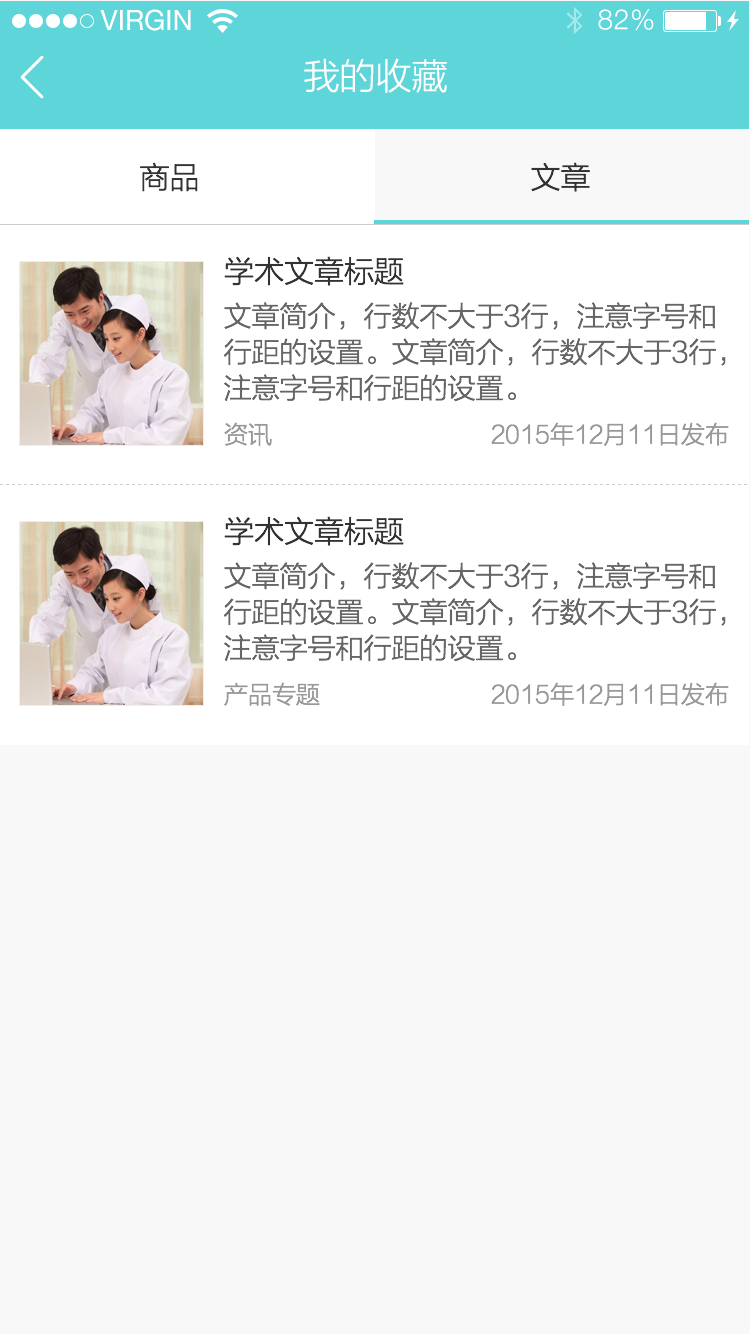 VIRGIN 82%
我的收藏
商品 文章
学术文章标题
文章简介，行数不大于3行，注意字号和
行距的设置。文章简介，行数不大于3行，
注意字号和行距的设置。
资讯 2015年12月11日发布
学术文章标题
文章简介，行数不大于3行，注意字号和
行距的设置。文章简介，行数不大于3行，
注意字号和行距的设置。
产品专题 2015年12月11日发布